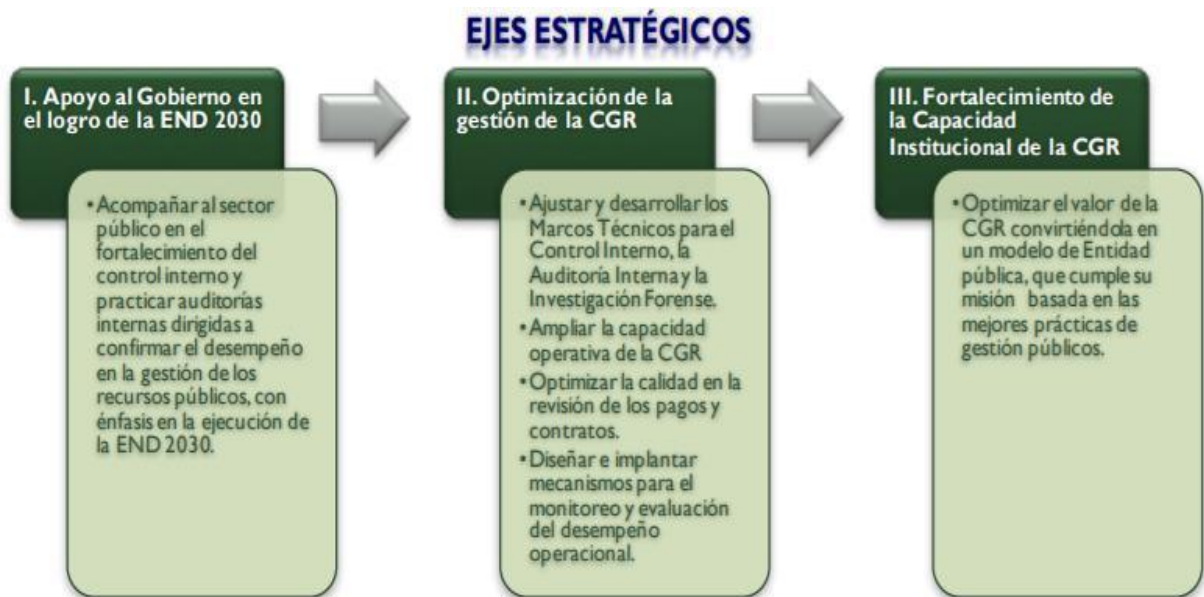 EJES ESTRATÉGICOS
I. Apoyo al Gobierno en
el logro de la END 2030
•Acompañar al sector
público en el
fortalecimiento del
control interno y
practicar auditorías
internas dirigidas a
confirmar el desempeño
en la gestión de los
recursos públicos, con
énfasis en la ejecución de
la END 2030.
II. Optimización de la
gestión de la CGR
•Ajustar y desarrollar los
Marcos Técnicos para el
Control Interno, la
Auditoría Interna y la
Investigación Forense.
•Ampliar la capacidad
operativa de la CGR
•Optimizar la calidad en la
revisión de los pagos y
contratos.
•Diseñar e implantar
mecanismos para el
monitoreo y evaluación
del desempeño
operacional.
III. Fortalecimiento de
la Capacidad
Institucional de la CGR
•Optimizar el valor de la
CGR convirtiéndola en
un modelo de Entidad
pública, que cumple su
misión basada en las
mejores prácticas de
gestión públicos.